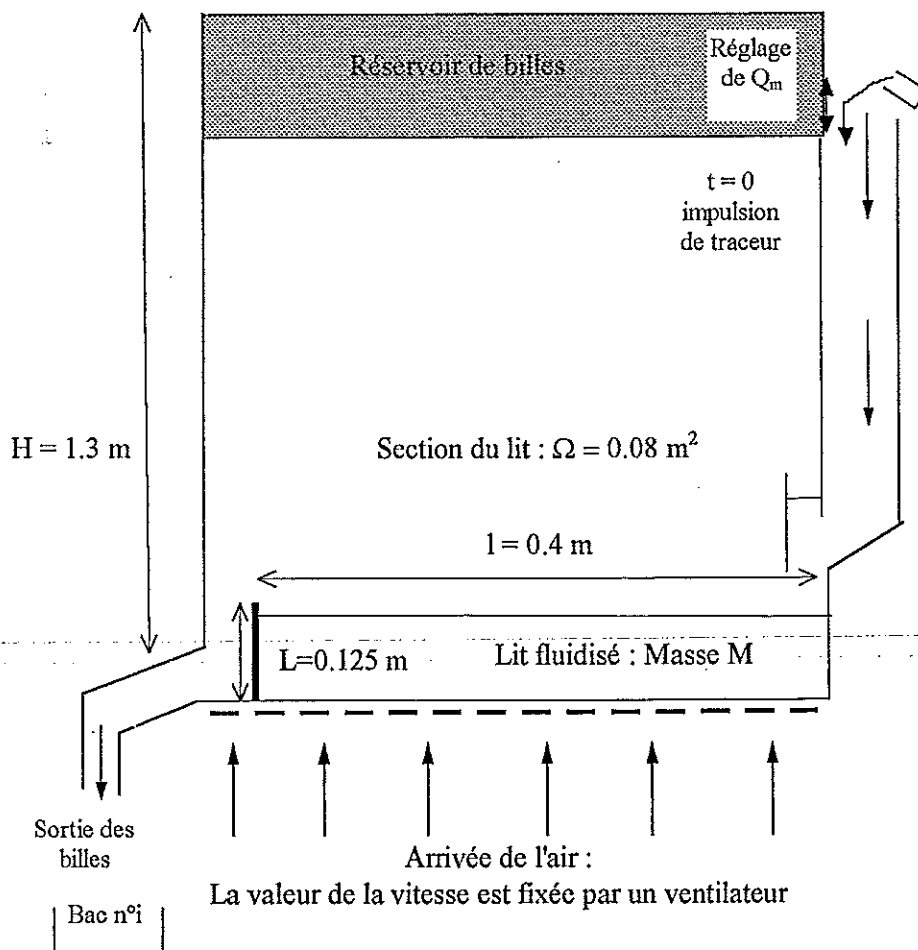 Réservoir de billes
Réglage
de Qm
t = 0
impulsion
de traceur
H = 1.3 m
Section du lit : Ω = 0.08 m²
l = 0.4 m
L=0.125 m
Lit fluidisé : Masse M
Sortie des
billes
Arrivée de l'air :
La valeur de la vitesse est fixée par un ventilateur
Bac n°i